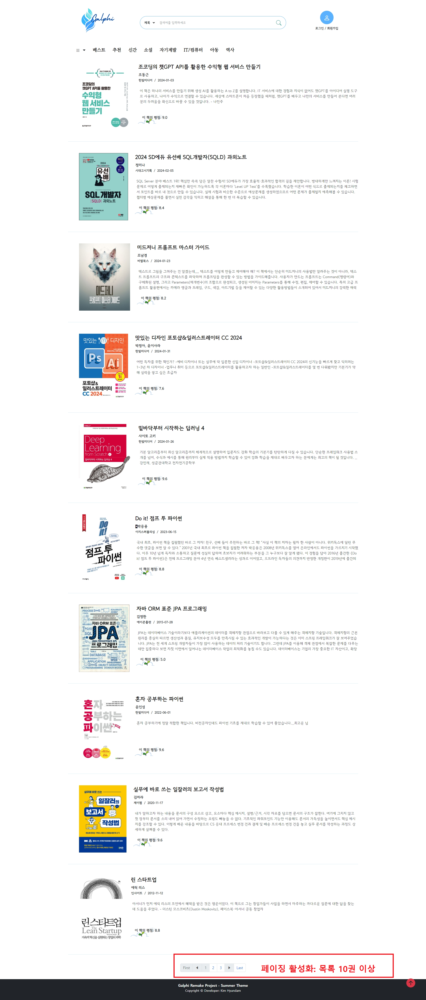 Galphi
제목
검색어를 입력하세요
로그인 / 회원가입
베스트 추천 신간 소설 자기계발 IT/컴퓨터 아동 역사
조코딩의
챗GPT API를 활용한
수익형
웹 서비스
만들기
조코딩의 챗GPT API를 활용한 수익형 웹 서비스 만들기
조동근
한빛미디어 / 2024-01-03
이 책은 하나의 서비스를 만들기 위해 생성 AI를 활용하는 A to Z를 설명합니다. IT 서비스에 대한 경험과 지식이 없어도 챗GPT를 아이디어 실행 도구
로 사용하고, 나아가 수익으로 연결할 수 있습니다. 세상에 스마트폰이 처음 등장했을 때처럼, 챗GPT를 배우고 나만의 서비스를 만들어 본다면 여러
분의 두려움을 확신으로 바꿀 수 있을 것입니다. - 나민주
이 책의 평점: 9.0
2024
유선배
SQL 개발자
SQLD 과외노트
2024 SD에듀 유선배 SQL개발자(SQLD) 과외노트
정미나
시대고시기획 / 2024-02-05
SQL Server 분야 베스트 1위! 핵심만 쏙쏙 담은 알찬 수험서! SD에듀가 가장 효율적·효과적인 합격의 길을 제안합니다. 방대하게만 느껴지는 이론! 시험
문제로 어떻게 출제되는지 재빠른 확인이 가능하도록 각 이론마다 'Level UP Test'를 수록했습니다. 학습한 이론이 어떤 식으로 출제되는지를 체크하면
서 포인트를 바로 내 것으로 만들 수 있습니다. 실제 시험과 비슷한 수준으로 예상문제를 생성하였으므로 어떤 문제가 출제될지 예측해볼 수 있습니다.
챕터별 예상문제를 풀면서 실전 감각을 익히고 해설을 통해 한 번 더 복습할 수 있습니다.
이 책의 평점: 8.4
미드저니
프롬프트 마스터 가이드
미드저니 프롬프트 마스터 가이드
조남경
비엘북스 / 2024-01-23
텍스트로 그림을 그려주는 건 알겠는데,,,, 텍스트를 어떻게 만들고 제어해야 해? 이 책에서는 단순히 미드저니의 사용법만 알려주는 것이 아니라, 텍스
트 프롬프트의 구조와 콘텍스트를 파악하며 프롬프팅을 완성할 수 있는 방법을 가이드해줍니다. 사용자가 만드는 프롬프트는 Command(명령어)와
구체화된 설명, 그리고 Parameters(매개변수)의 조합으로 완성되고, 생성된 이미지는 Parameters를 통해 수정, 편집, 제어할 수 있습니다. 특히 고급 프
롬프트 활용편에서는 카메라 앵글과 프레임, 구도, 색감, 아트기법 등을 제어할 수 있는 다양한 활용방법들이 소개되어 있어서 미드저니의 강력한 매력
이 책의 평점: 8.2
맛있는 디자인
Ps
Ai
포토샵&
일러스트레이터
CC 2024
맛있는 디자인 포토샵&일러스트레이터 CC 2024
박정아, 윤이사라
한빛미디어 / 2024-01-31
어떤 독자를 위한 책인가? -예비 디자이너 또는 실무에 막 입문한 신입 디자이너 -포토샵&일러스트레이터 CC 2024의 신기능을 빠르게 찾고 익히려는
1~3년 차 디자이너 -업무나 취미 등으로 포토샵&일러스트레이터를 활용하고자 하는 일반인 -포토샵&일러스트레이터를 몇 번 다뤄봤지만 기본기가 약
해 실력을 쌓고 싶은 초급자
이 책의 평점: 7.6
O'REILLY
Deep
Learning
from Scratch 4
밑바닥부터 시작하는 딥러닝 4
한빛미디어
밑바닥부터 시작하는 딥러닝 4
사이토 고키
한빛미디어 / 2024-01-26
기본 알고리즘부터 최신 알고리즘까지 체계적으로 설명하여 입문자도 강화 학습의 기본기를 탄탄하게 다질 수 있습니다. 단순한 프레임워크 사용법 소
개를 넘어, 수식과 예시를 통해 원리부터 실제 적용 방법까지 학습할 수 있어 강화 학습을 제대로 배우고자 하는 분에게는 최고의 책이 될 것입니다. _
강민재, 성균관대학교 전자전기공학부
이 책의 평점: 9.6
Do it!
점프 투
파이썬
Do it! 점프 투 파이썬
박응용
이지스퍼블리싱 / 2023-06-15
국내 최초, 파이썬 책을 집필했던 바로 그 저자! 친구, 선배 들이 추천하는 바로 그 책! "사실 이 책의 저자는 필자 한 사람이 아니다. 위키독스에 달린 무
수한 댓글을 보면 알 수 있다." 2001년 국내 최초로 파이썬 책을 집필한 저자 박응용은 2008년 위키독스를 열어 온라인에서도 파이썬을 가르치기 시작했
다. 이후 10년 넘게 독자와 소통하고 질문에 성실히 답하며 초보자가 어려워하는 부분을 그 누구보다 잘 알게 됐다. 이 경험을 담아 2016년 출간한 《Do
it! 점프 투 파이썬》은 전체 프로그래밍 분야 4년 연속 베스트셀러라는 성과로 이어졌고, 오프라인 독자들의 의견까지 반영한 개정판이 2019년에 출간되
이 책의 평점: 8.8
자바 ORM 표준
JPA
JAVA PERSISTENCE API
프로그래밍
자바 ORM 표준 JPA 프로그래밍
김영한
에이콘출판 / 2015-07-28
JPA는 데이터베이스 기술이라기보다 애플리케이션의 데이터를 객체지향 관점으로 바라보고 다룰 수 있게 해주는 객체지향 기술입니다. 객체지향의 근본
원리를 충실히 따르면 생산성과 품질, 유지보수성 모두를 만족시킬 수 있는 효과적인 개발이 가능하다는 것은 이미 스프링 프레임워크가 잘 보여주었습
니다. JPA는 전 세계 스프링 개발자들이 가장 많이 사용하는 데이터 처리 기술이기도 합니다. 그런데 JPA를 이용해 객체 관점에서 복잡한 문제를 다루는
데만 집중하다 보면 자칫 이면에서 일어나는 데이터베이스 작업의 최적화를 놓칠 수도 있습니다. 데이터베이스는 기업의 가장 중요한 IT 자산이고, 확장
이 책의 평점: 5.0
혼자
공부하는
파이썬
혼자 공부하는 파이썬
윤인성
한빛미디어 / 2022-06-01
혼자 공부하기에 정말 적합한 책입니다. 비전공자인데도 파이썬 기초를 제대로 학습할 수 있어 좋았습니다._최고운 님
이 책의 평점: 9.6
실무에 바로 쓰는
일잘러의
보고서
작성법
실무에 바로 쓰는 일잘러의 보고서 작성법
김마라
제이펍 / 2020-11-17
내가 말하고자 하는 내용을 문서의 구성 요소로 삼고, 요소마다 핵심 메시지, 설명/근거, 시각 자료를 담으면 문서의 구조가 잡힌다. 여기에 그치지 않고
첫 장부터 문서를 소리 내어 읽어 가면서 수정하는 요령도 빼놓을 수 없다. 기초적인 파워포인트 기능만 이용해도 문서의 가독성을 높이면서도 핵심 메시
지를 강조할 수 있다. 이렇게 배운 내용을 바탕으로 CS 응대 프로세스 변경 건과 결제 및 배송 프로세스 변경 건을 놓고 실무 문서를 작성하는 과정도 상
세하게 살펴볼 수 있다.
이 책의 평점: 9.6
린 스타트업
The
Lean Startup
지속적 혁신을 실현하는 창업의 과학
린 스타트업
에릭 리스
인사이트 / 2012-11-12
아서너가 먼저 에릭 리스의 조언에서 혜택을 받은 것은 행운이었다. 이 책으로 그는 창업가들이 사업을 하면서 마주하는 까다로운 질문에 대한 답을 찾는
데 도움을 주었다. - 더스틴 모스코비츠(Dustin Moskovitz), 페이스북·아서너 공동 창업자
이 책의 평점: 8.8
First 1 2 3 Last
페이징 활성화: 목록 10권 이상
Galphi Remake Project - Summer Theme
Copyright © Developer: Kim Hyundam